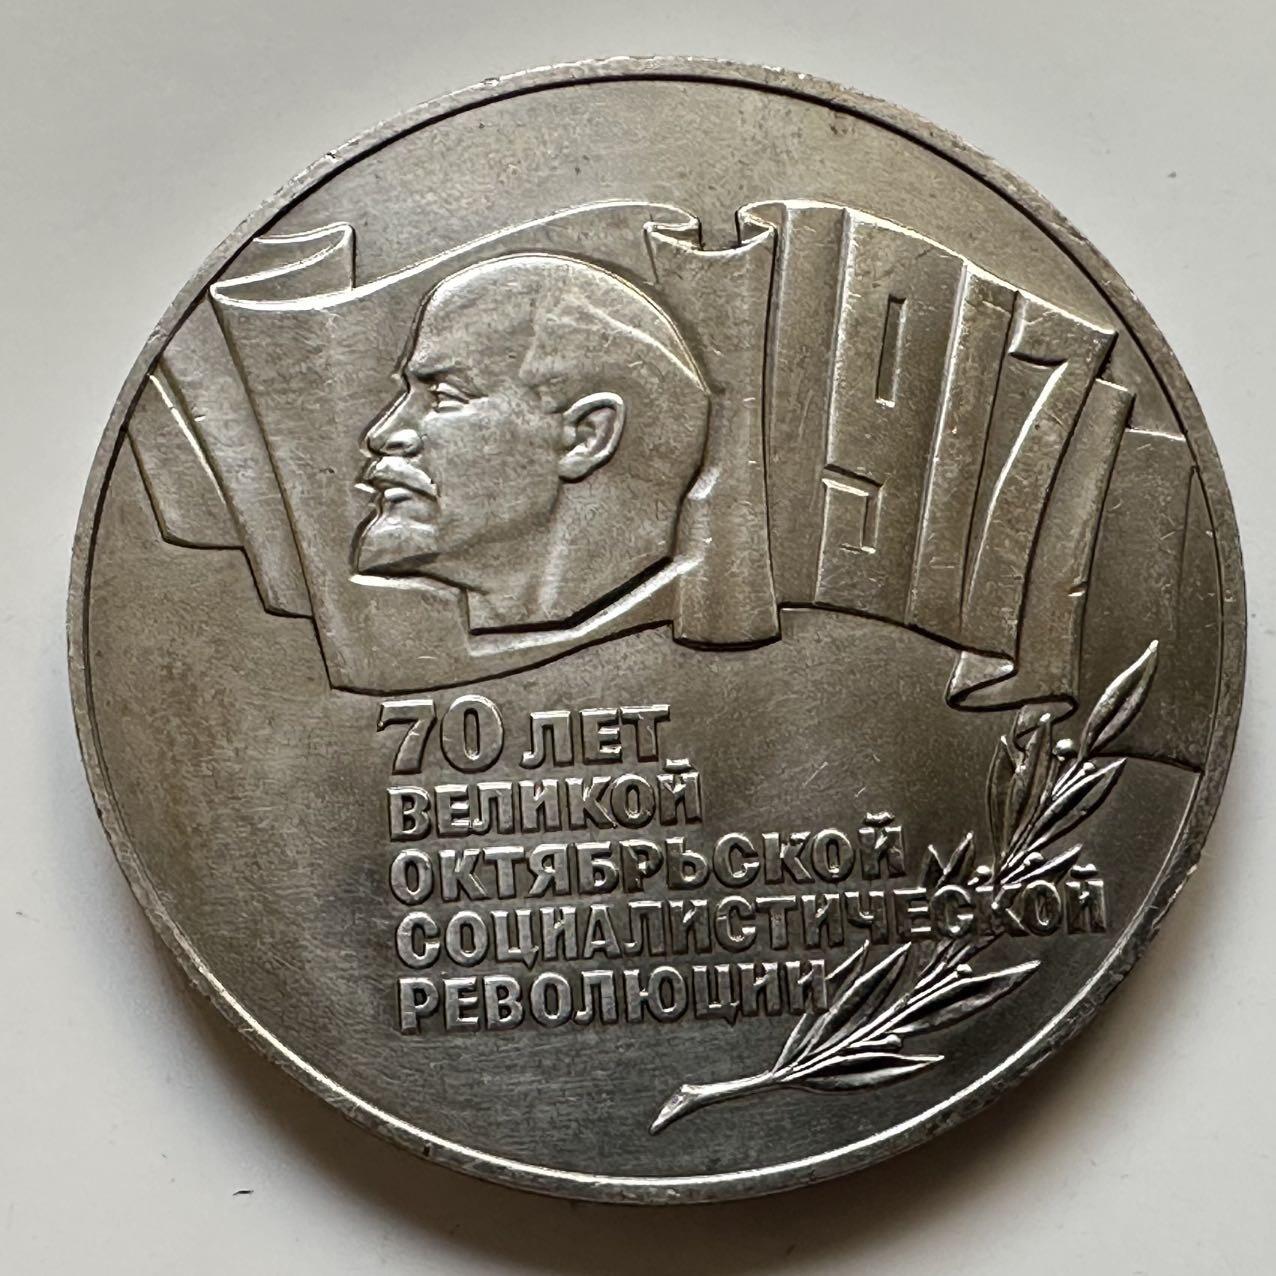 1917
70 ЛЕТ
ВЕЛИКОЙ
ОКТЯБРЬСКОЙ
СОЦИАЛИСТИЧЕСКОЙ
РЕВОЛЮЦИИ